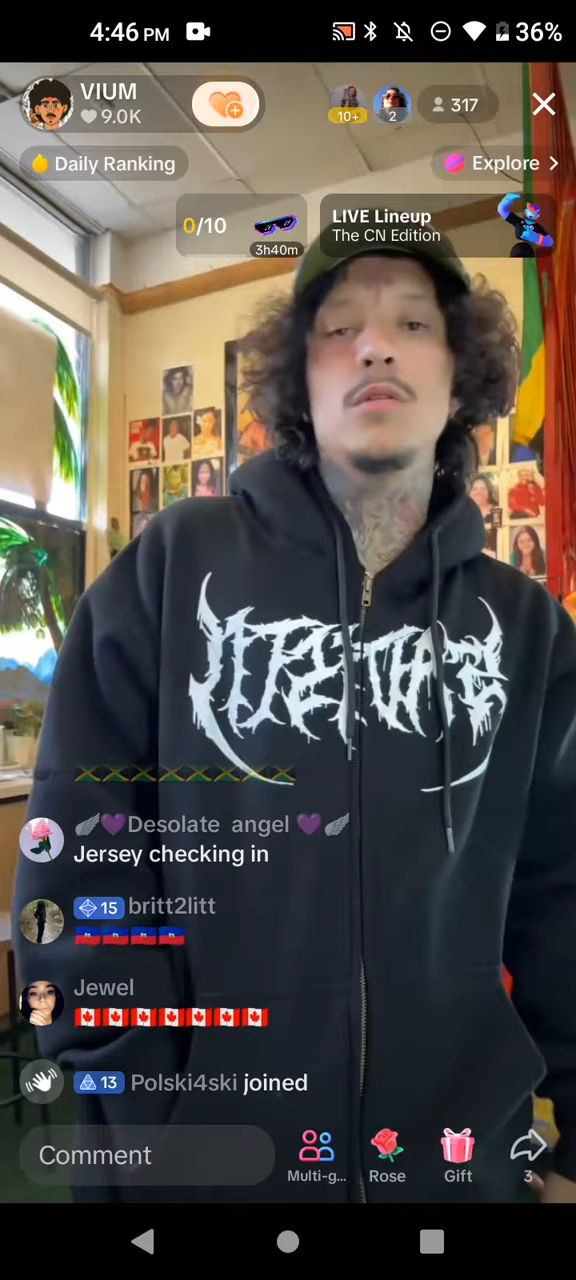 4:46 PM
36%
VIUM
9.0K
10+
2
317
Daily Ranking
Explore >
0/10
3h40m
LIVE Lineup
The CN Edition
Desolate angel
Jersey checking in
15 britt2litt
Jewel
13 Polski4ski joined
Comment
Multi-g...
Rose
Gift
3